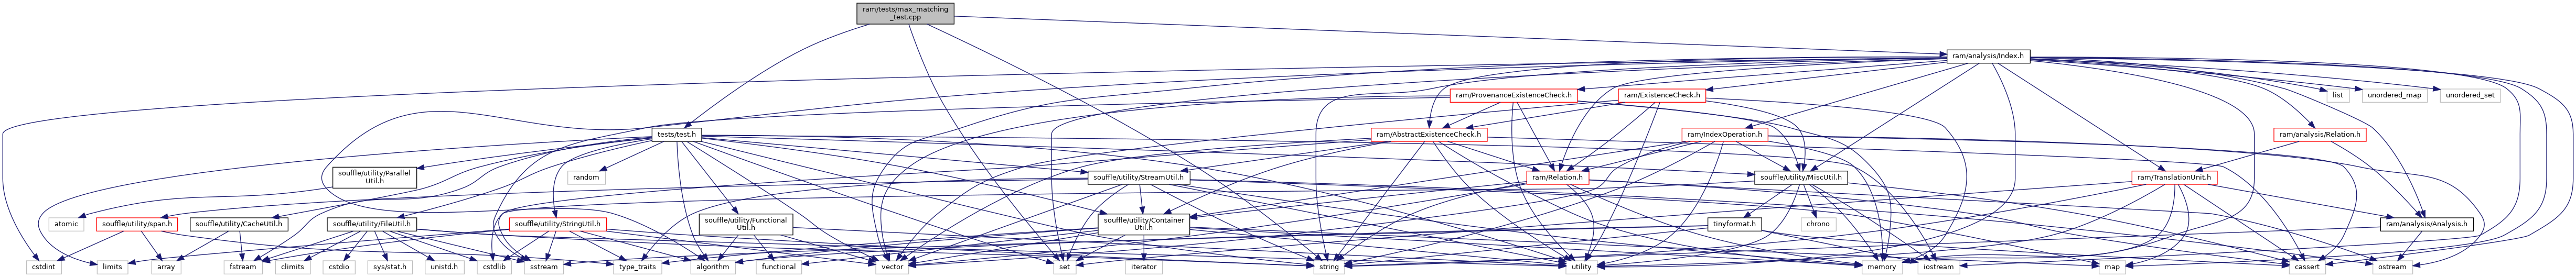 ram/tests/max_matching
_test.cpp
ram/analysis/Index.h
ram/ProvenanceExistenceCheck.h
ram/ExistenceCheck.h
list
unordered_map
unordered_set
tests/test.h
ram/AbstractExistenceCheck.h
ram/IndexOperation.h
ram/analysis/Relation.h
souffle/utility/Parallel
Util.h
random
souffle/utility/StreamUtil.h
ram/Relation.h
souffle/utility/MiscUtil.h
ram/TranslationUnit.h
atomic
souffle/utility/span.h
souffle/utility/CacheUtil.h
souffle/utility/FileUtil.h
souffle/utility/StringUtil.h
souffle/utility/Functional
Util.h
souffle/utility/Container
Util.h
tinyformat.h
chrono
ram/analysis/Analysis.h
cstdint
limits
array
fstream
climits
cstdio
sys/stat.h
unistd.h
cstdlib
sstream
type_traits
algorithm
functional
vector
set
iterator
string
utility
memory
iostream
map
cassert
ostream